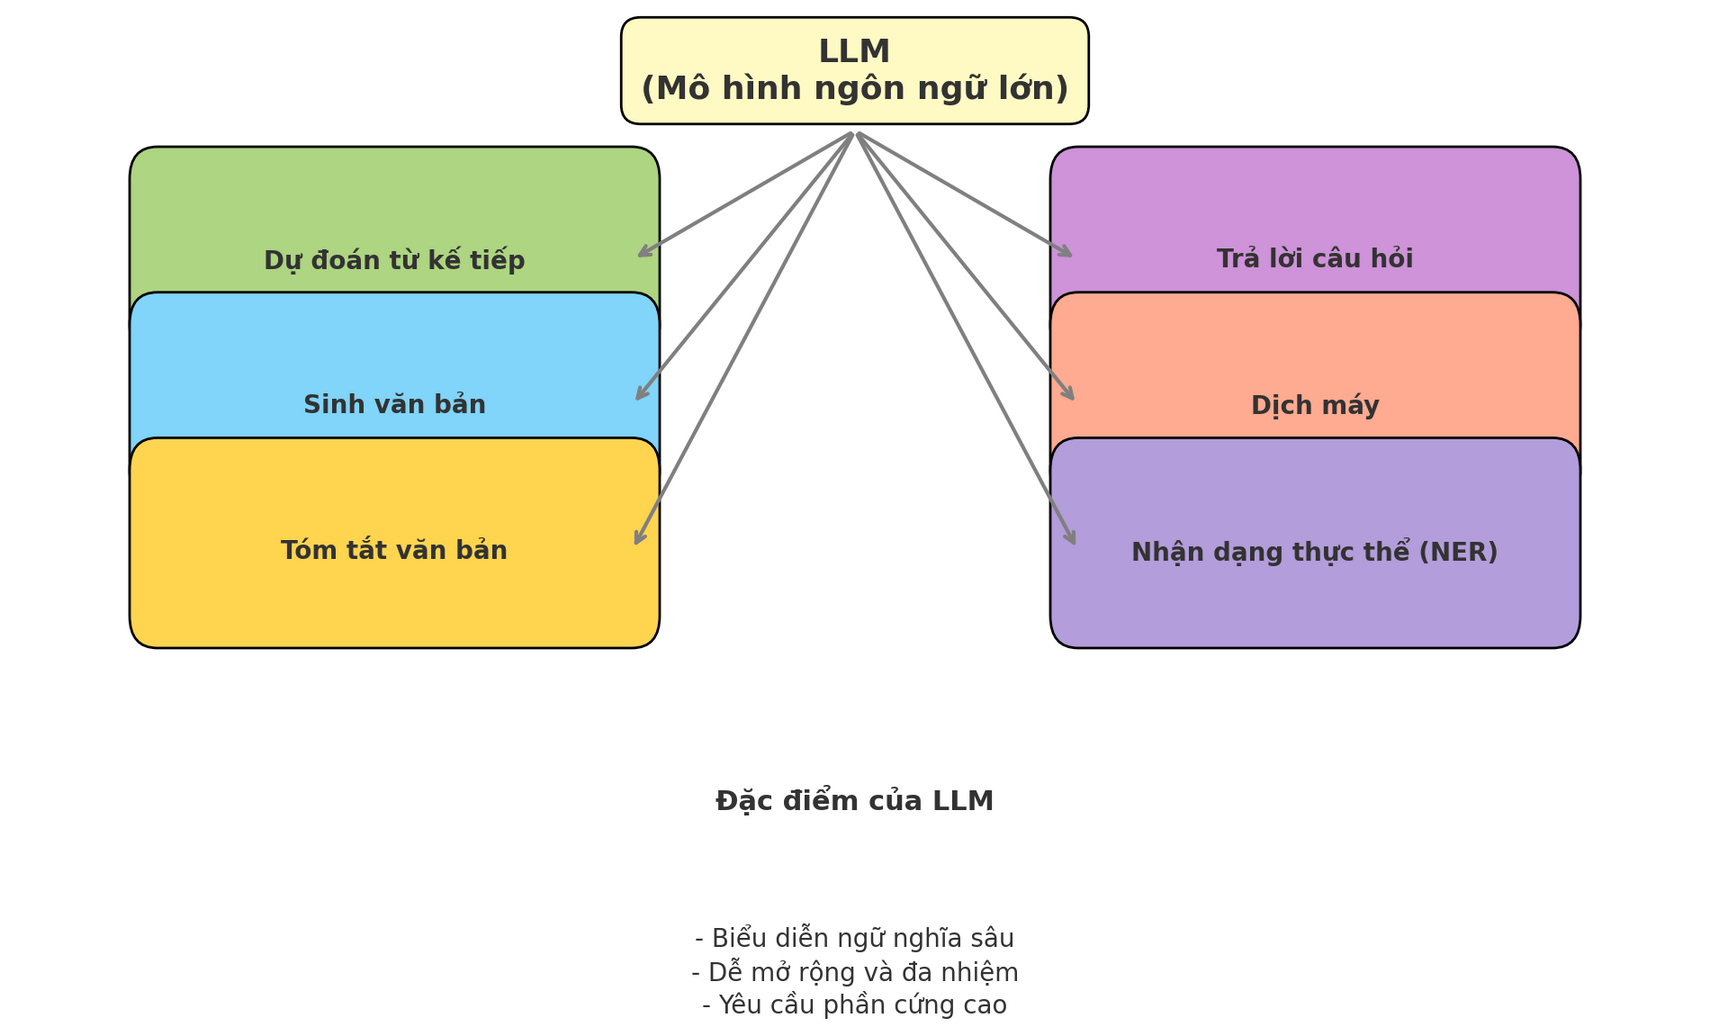 LLM
(Mô hình ngôn ngữ lớn)
Dự đoán từ kế tiếp
Sinh văn bản
Tóm tắt văn bản
Trả lời câu hỏi
Dịch máy
Nhận dạng thực thể (NER)
Đặc điểm của LLM
- Biểu diễn ngữ nghĩa sâu
- Dễ mở rộng và đa nhiệm
- Yêu cầu phần cứng cao